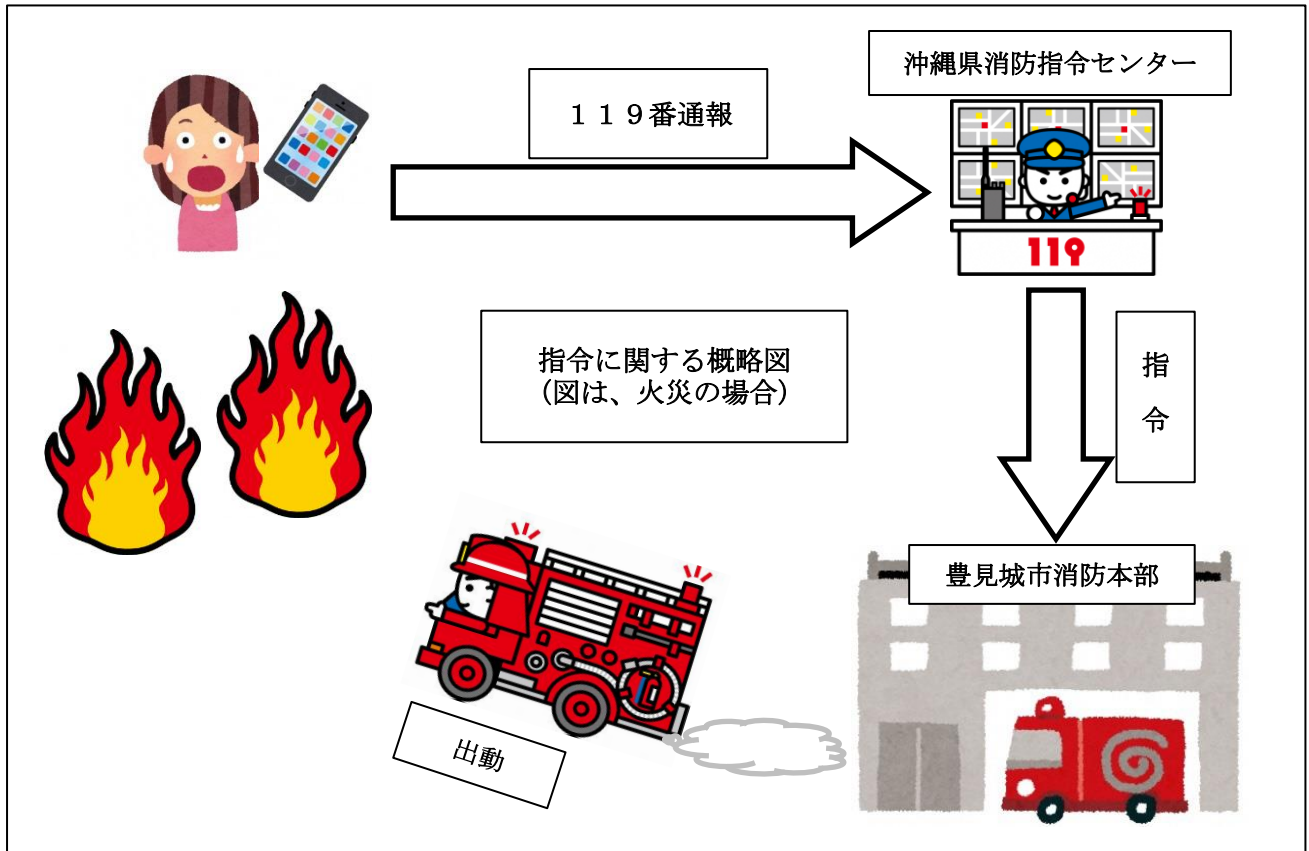 沖縄県消防指令センター
１１９番通報
119
指令に関する概略図
（図は、火災の場合）
指
令
豊見城市消防本部
出動